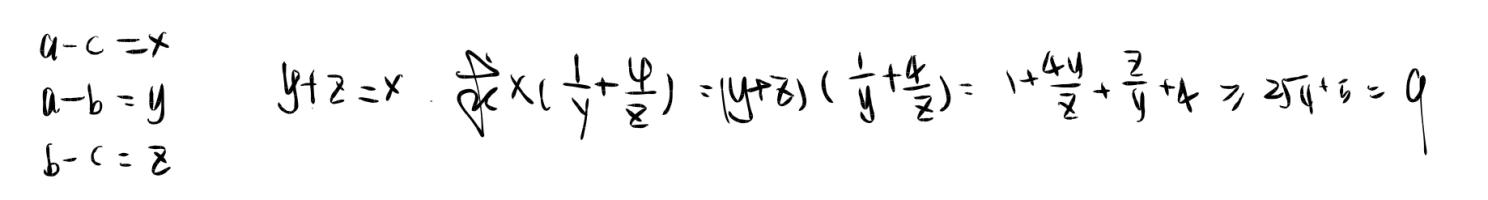 a-c=x
a-b=y
b-c=z
y+z=x. x(1/y+4/z)=(y+z)(1/y+4/z)=1+4y/z+z/y+4≥2√4+5=9